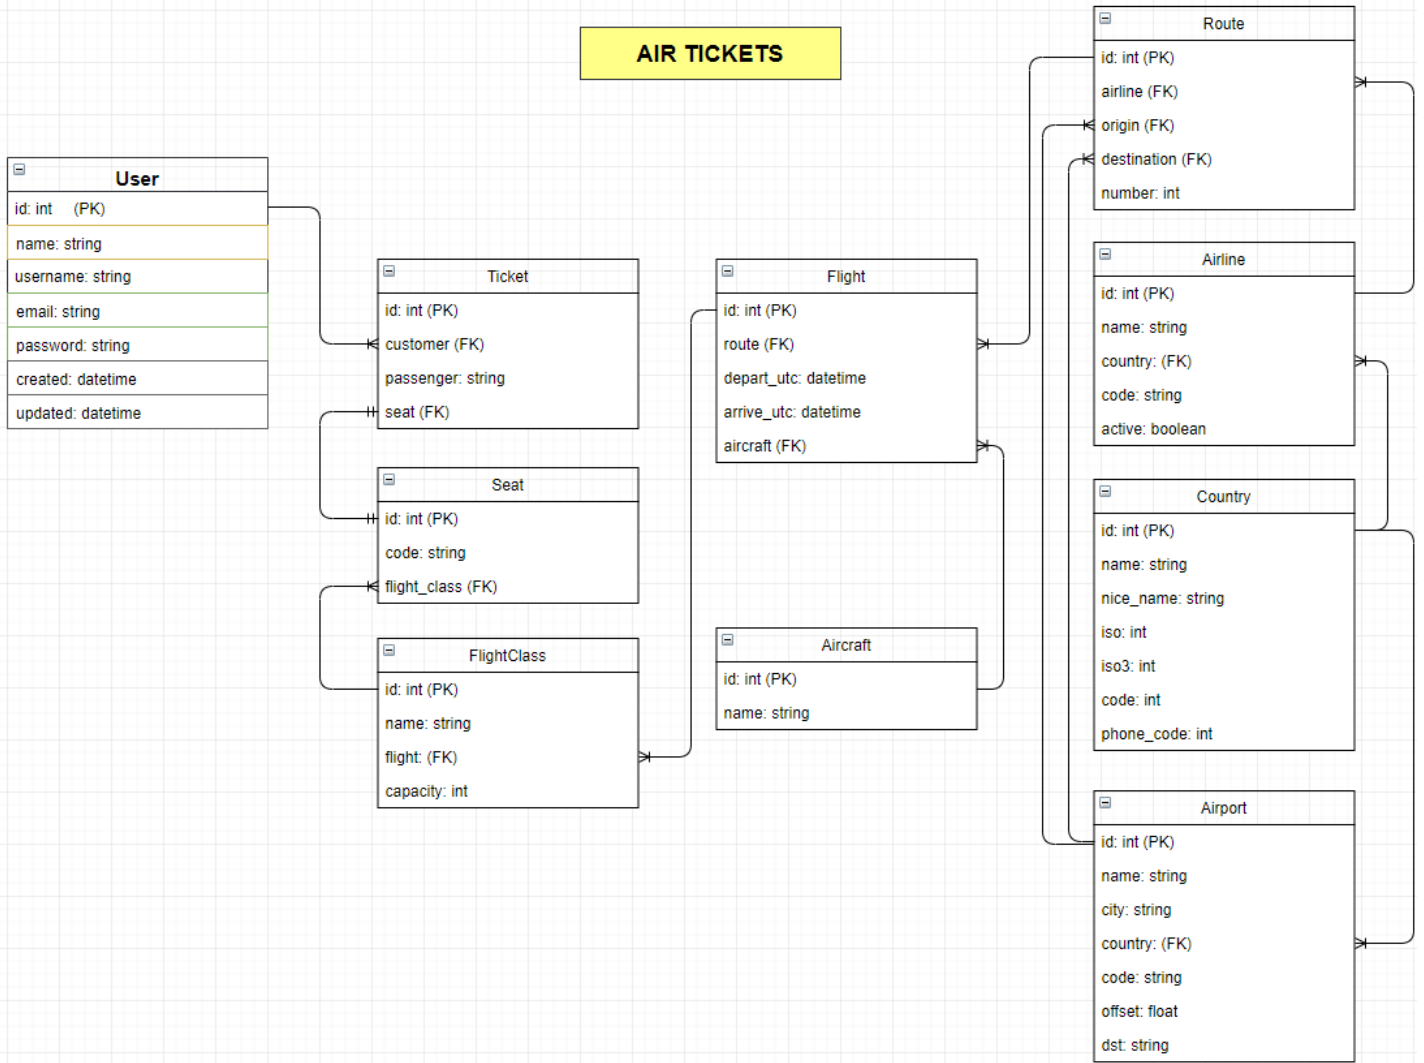 AIR TICKETS
User
id: int (PK)
name: string
username: string
email: string
password: string
created: datetime
updated: datetime
Ticket
id: int (PK)
customer (FK)
passenger: string
seat (FK)
Seat
id: int (PK)
code: string
flight_class (FK)
FlightClass
id: int (PK)
name: string
flight: (FK)
capacity: int
Flight
id: int (PK)
route (FK)
depart_utc: datetime
arrive_utc: datetime
aircraft (FK)
Aircraft
id: int (PK)
name: string
Route
id: int (PK)
airline (FK)
origin (FK)
destination (FK)
number: int
Airline
id: int (PK)
name: string
country: (FK)
code: string
active: boolean
Country
id: int (PK)
name: string
nice_name: string
iso: int
iso3: int
code: int
phone_code: int
Airport
id: int (PK)
name: string
city: string
country: (FK)
code: string
offset: float
dst: string